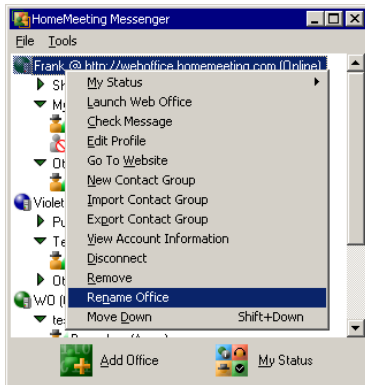 HomeMeeting Messenger
File Tools
Frank @ http://weboffice.homemeeting.com (Online)
My Status
Launch Web Office
Check Message
Edit Profile
Go To Website
New Contact Group
Import Contact Group
Export Contact Group
View Account Information
Disconnect
Remove
Rename Office
Move Down Shift+Down
Violet
WO
Add Office My Status